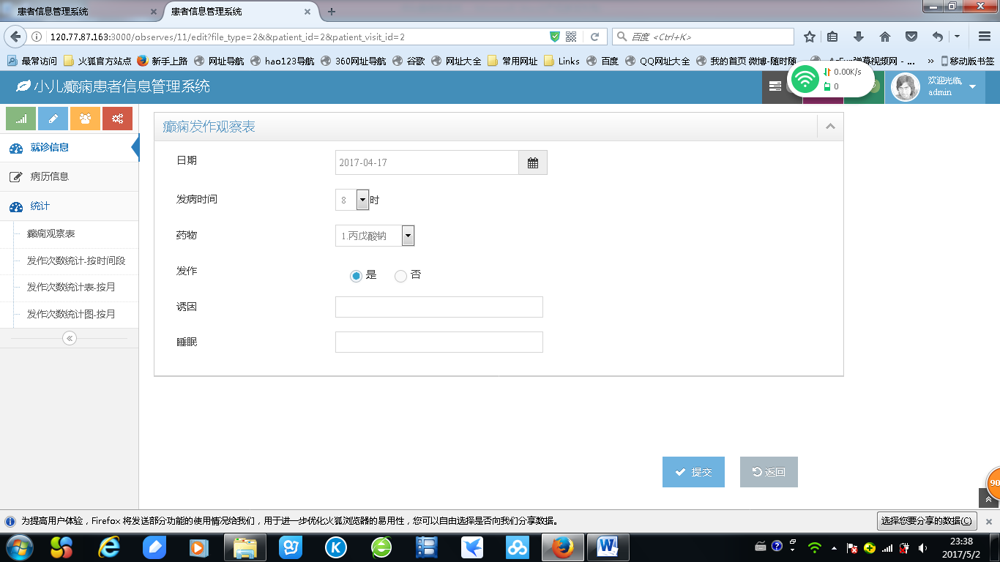 患者信息管理系统
患者信息管理系统
120.77.87.163:3000/observes/11/edit?file_type=2&&patient_id=2&patient_visit_id=2
百度 <Ctrl+K>
最常访问 火狐官方站点 新手上路 网址导航 hao123导航 360网址导航 谷歌 网址大全 常用网址 Links 百度 QQ网址大全 我的首页 微博-随时随 AcFun弹幕视频网 - ... » 移动版书签
小儿癫痫患者信息管理系统
0.00K/s
0
欢迎光临,
admin
就诊信息
病历信息
统计
癫痫观察表
发作次数统计-按时间段
发作次数统计表-按月
发作次数统计图-按月
癫痫发作观察表
日期 2017-04-17
发病时间 8 时
药物 1.丙戊酸钠
发作 是 否
诱因
睡眠
提交 返回
90
为提高用户体验，Firefox 将发送部分功能的使用情况给我们，用于进一步优化火狐浏览器的易用性，您可以自由选择是否向我们分享数据。 选择您要分享的数据(C)
23:38
2017/5/2